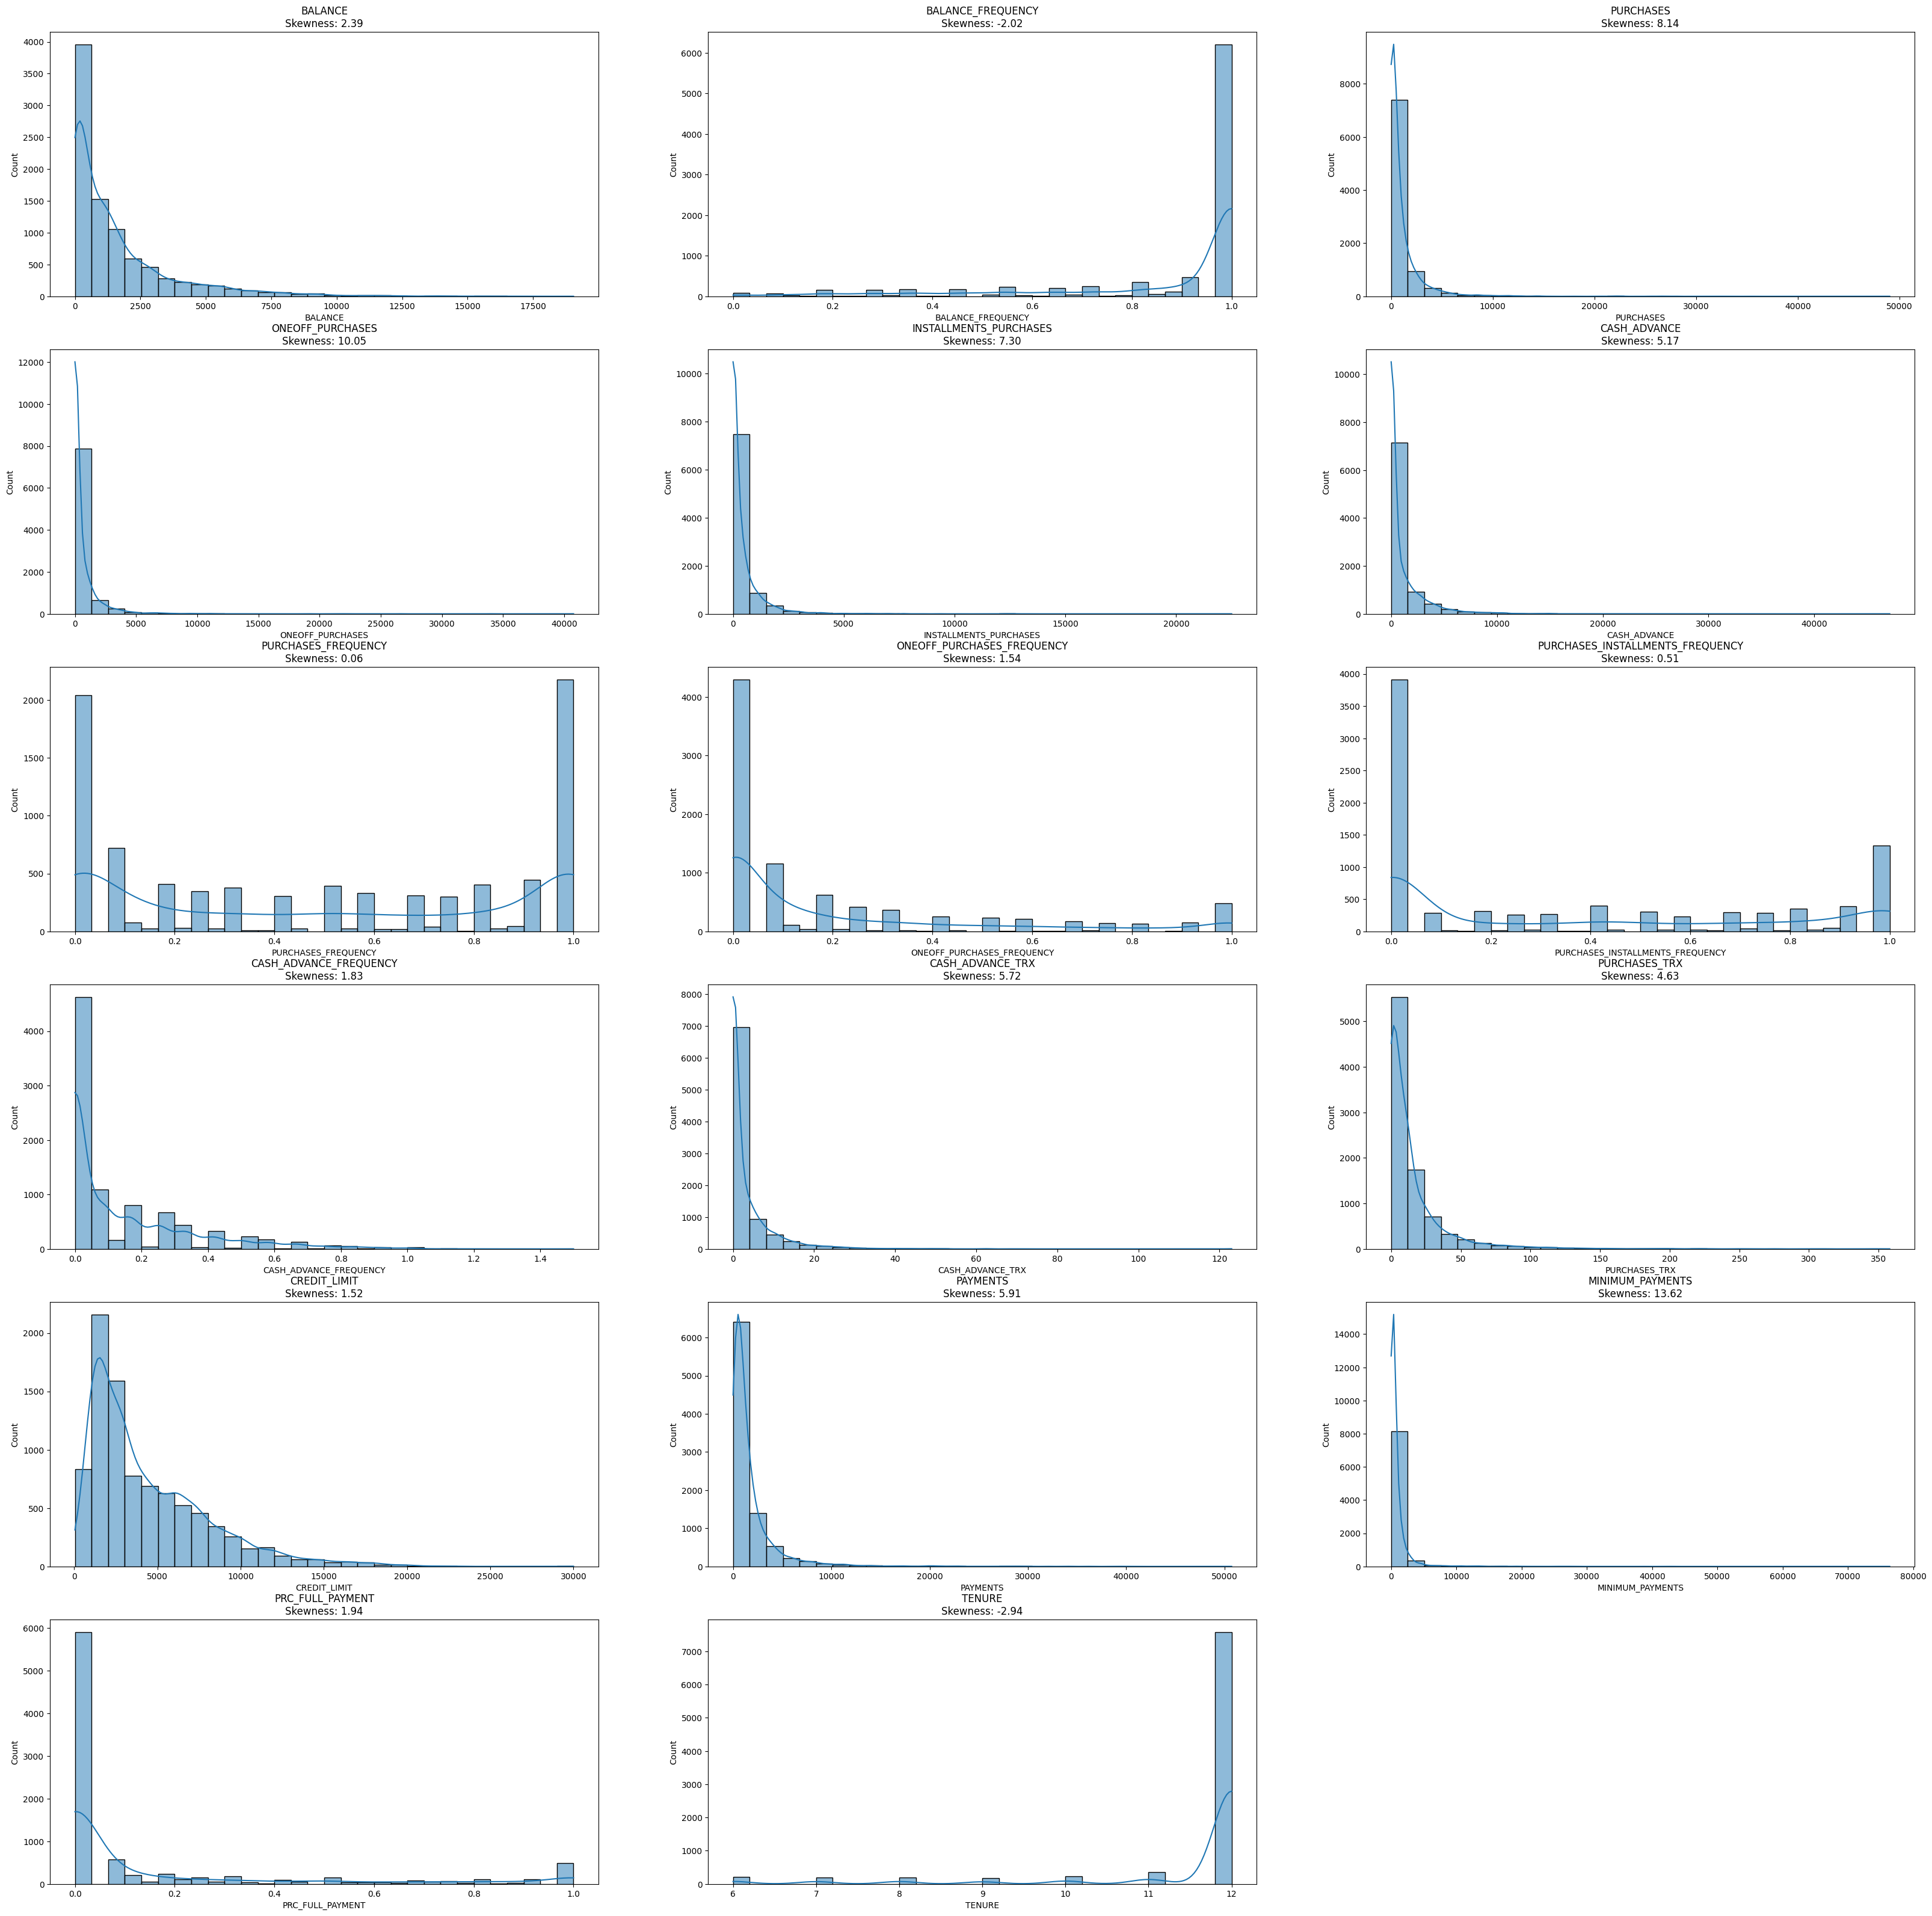 BALANCE
Skewness: 2.39
4000
3500
3000
2500
2000
1500
1000
500
0
Count
0 2500 5000 7500 10000 12500 15000 17500
BALANCE
BALANCE_FREQUENCY
Skewness: -2.02
6000
5000
4000
3000
2000
1000
0
Count
0.0 0.2 0.4 0.6 0.8 1.0
BALANCE_FREQUENCY
PURCHASES
Skewness: 8.14
8000
6000
4000
2000
0
Count
0 10000 20000 30000 40000 50000
PURCHASES
ONEOFF_PURCHASES
Skewness: 10.05
12000
10000
8000
6000
4000
2000
0
Count
0 5000 10000 15000 20000 25000 30000 35000 40000
ONEOFF_PURCHASES
INSTALLMENTS_PURCHASES
Skewness: 7.30
10000
8000
6000
4000
2000
0
Count
0 5000 10000 15000 20000
INSTALLMENTS_PURCHASES
CASH_ADVANCE
Skewness: 5.17
10000
8000
6000
4000
2000
0
Count
0 10000 20000 30000 40000
CASH_ADVANCE
PURCHASES_FREQUENCY
Skewness: 0.06
2000
1500
1000
500
0
Count
0.0 0.2 0.4 0.6 0.8 1.0
PURCHASES_FREQUENCY
ONEOFF_PURCHASES_FREQUENCY
Skewness: 1.54
4000
3000
2000
1000
0
Count
0.0 0.2 0.4 0.6 0.8 1.0
ONEOFF_PURCHASES_FREQUENCY
PURCHASES_INSTALLMENTS_FREQUENCY
Skewness: 0.51
4000
3500
3000
2500
2000
1500
1000
500
0
Count
0.0 0.2 0.4 0.6 0.8 1.0
PURCHASES_INSTALLMENTS_FREQUENCY
CASH_ADVANCE_FREQUENCY
Skewness: 1.83
4000
3000
2000
1000
0
Count
0.0 0.2 0.4 0.6 0.8 1.0 1.2 1.4
CASH_ADVANCE_FREQUENCY
CASH_ADVANCE_TRX
Skewness: 5.72
8000
7000
6000
5000
4000
3000
2000
1000
0
Count
0 20 40 60 80 100 120
CASH_ADVANCE_TRX
PURCHASES_TRX
Skewness: 4.63
5000
4000
3000
2000
1000
0
Count
0 50 100 150 200 250 300 350
PURCHASES_TRX
CREDIT_LIMIT
Skewness: 1.52
2000
1500
1000
500
0
Count
0 5000 10000 15000 20000 25000 30000
CREDIT_LIMIT
PAYMENTS
Skewness: 5.91
6000
5000
4000
3000
2000
1000
0
Count
0 10000 20000 30000 40000 50000
PAYMENTS
MINIMUM_PAYMENTS
Skewness: 13.62
14000
12000
10000
8000
6000
4000
2000
0
Count
0 10000 20000 30000 40000 50000 60000 70000 80000
MINIMUM_PAYMENTS
PRC_FULL_PAYMENT
Skewness: 1.94
6000
5000
4000
3000
2000
1000
0
Count
0.0 0.2 0.4 0.6 0.8 1.0
PRC_FULL_PAYMENT
TENURE
Skewness: -2.94
7000
6000
5000
4000
3000
2000
1000
0
Count
6 7 8 9 10 11 12
TENURE